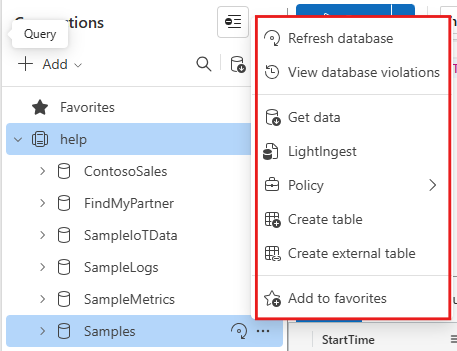 Query
Add
Favorites
help
ContosoSales
FindMyPartner
SampleIoTData
SampleLogs
SampleMetrics
Samples
Refresh database
View database violations
Get data
LightIngest
Policy
Create table
Create external table
Add to favorites
StartTime